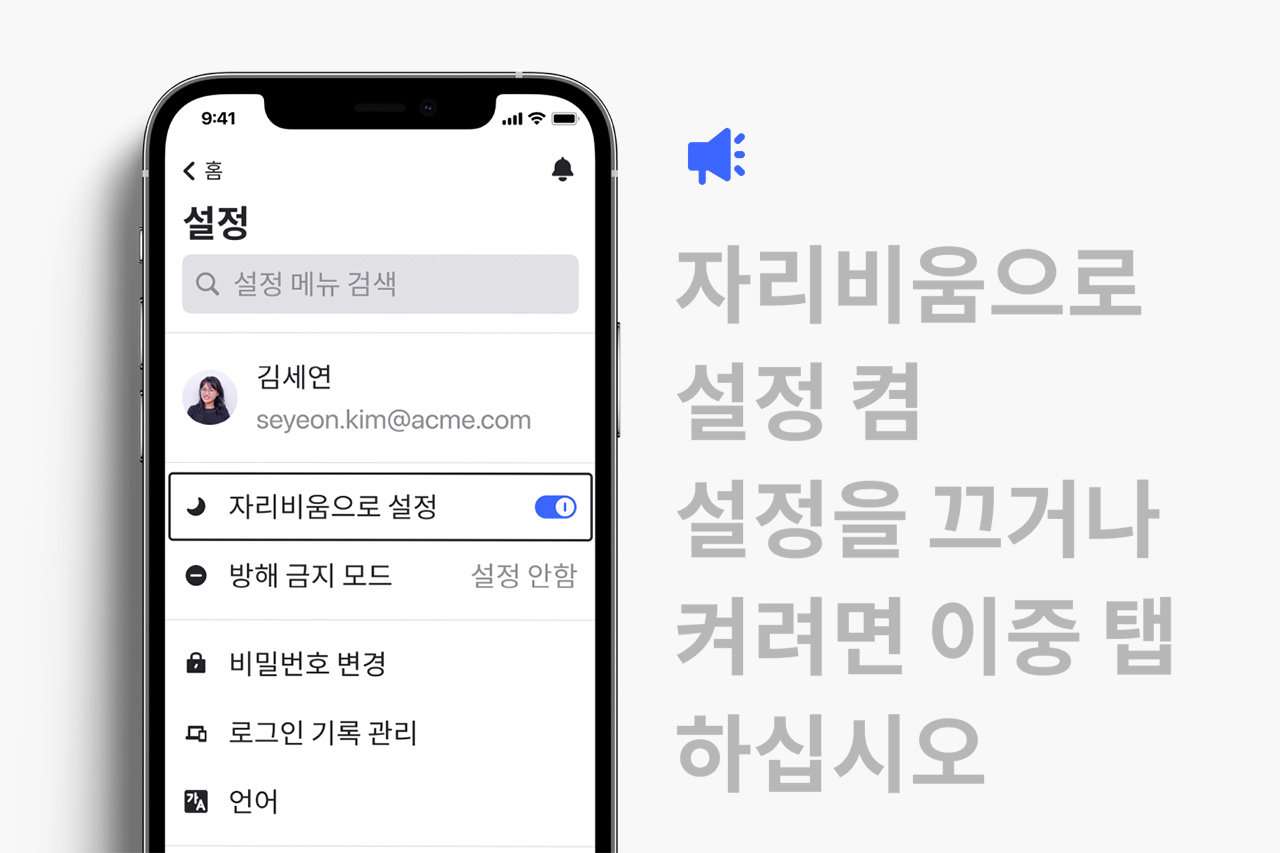 9:41
홈
설정
설정 메뉴 검색
김세연
seyeon.kim@acme.com
자리비움으로 설정
방해 금지 모드 설정 안함
비밀번호 변경
로그인 기록 관리
가A 언어
자리비움으로
설정 켬
설정을 끄거나
켜려면 이중 탭
하십시오